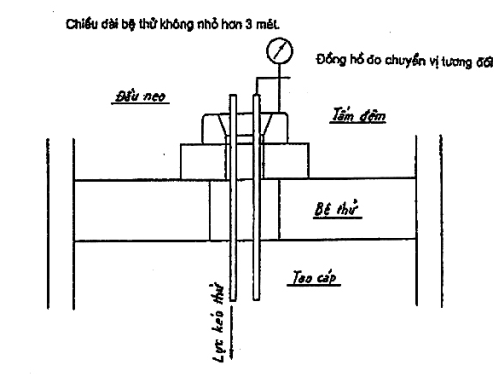 Chiều dài bệ thử không nhỏ hơn 3 mét.
Đồng hồ đo chuyển vị tương đối
Đầu neo
Tấm đệm
Bệ thử
Tao cáp
Lực kéo thử